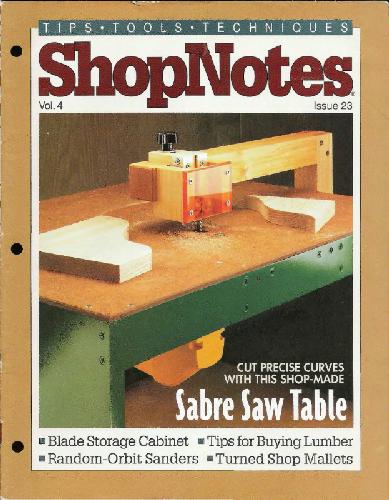 TIPS • TOOLS • TECHNIQUES
ShopNotes®
Vol. 4 Issue 23
CUT PRECISE CURVES
WITH THIS SHOP-MADE
Sabre Saw Table
■ Blade Storage Cabinet ■ Tips for Buying Lumber
■ Random-Orbit Sanders ■ Turned Shop Mallets